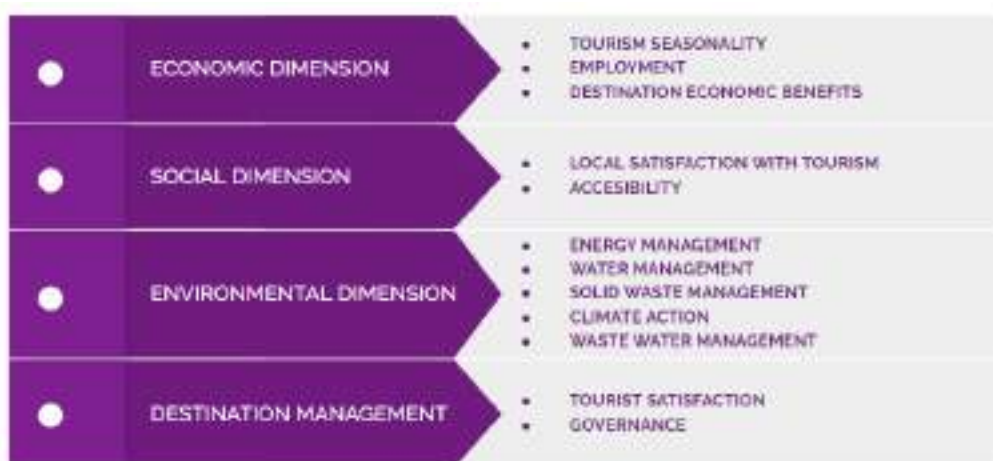 ECONOMIC DIMENSION
• TOURISM SEASONALITY
• EMPLOYMENT
• DESTINATION ECONOMIC BENEFITS
SOCIAL DIMENSION
• LOCAL SATISFACTION WITH TOURISM
• ACCESIBILITY
ENVIRONMENTAL DIMENSION
• ENERGY MANAGEMENT
• WATER MANAGEMENT
• SOLID WASTE MANAGEMENT
• CLIMATE ACTION
• WASTE WATER MANAGEMENT
DESTINATION MANAGEMENT
• TOURIST SATISFACTION
• GOVERNANCE